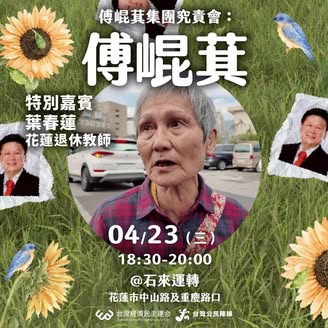 傅崐萁集團究責會：
傅崐萁
特別嘉賓
葉春蓮
花蓮退休教師
04/23 (三)
18:30-20:00
@石來運轉
花蓮市中山路及重慶路口
台灣經濟民主連合
台灣公民陣線